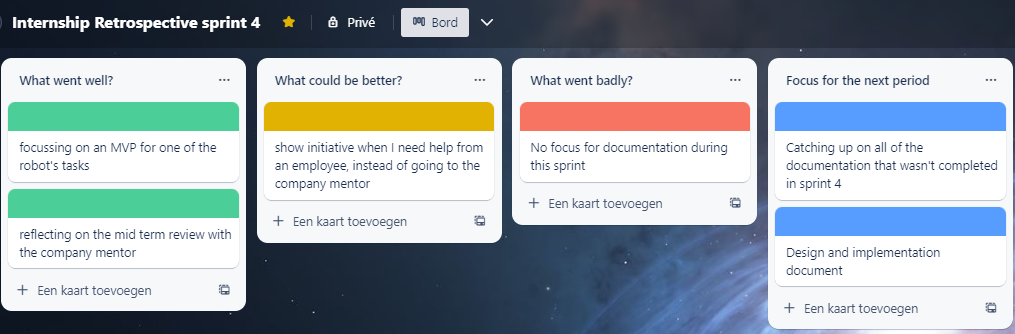 Internship Retrospective sprint 4
Privé
Bord
What went well?
focussing on an MVP for one of the
robot's tasks
reflecting on the mid term review with
the company mentor
Een kaart toevoegen
What could be better?
show initiative when I need help from
an employee, instead of going to the
company mentor
Een kaart toevoegen
What went badly?
No focus for documentation during
this sprint
Een kaart toevoegen
Focus for the next period
Catching up on all of the
documentation that wasn't completed
in sprint 4
Design and implementation
document
Een kaart toevoegen